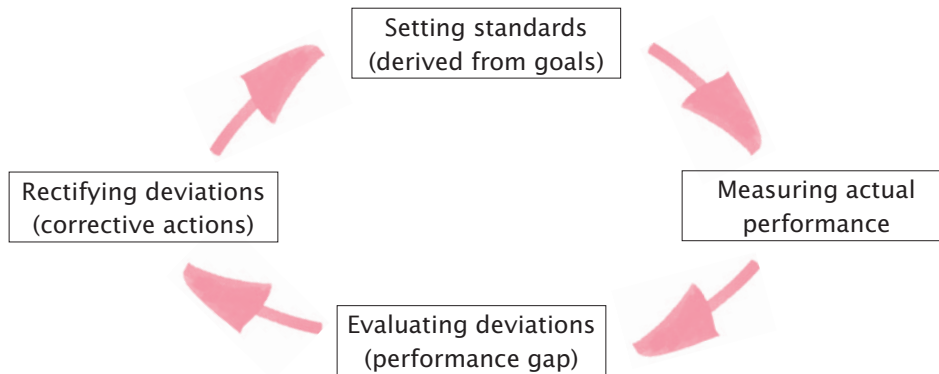 Setting standards
(derived from goals)
Measuring actual
performance
Evaluating deviations
(performance gap)
Rectifying deviations
(corrective actions)